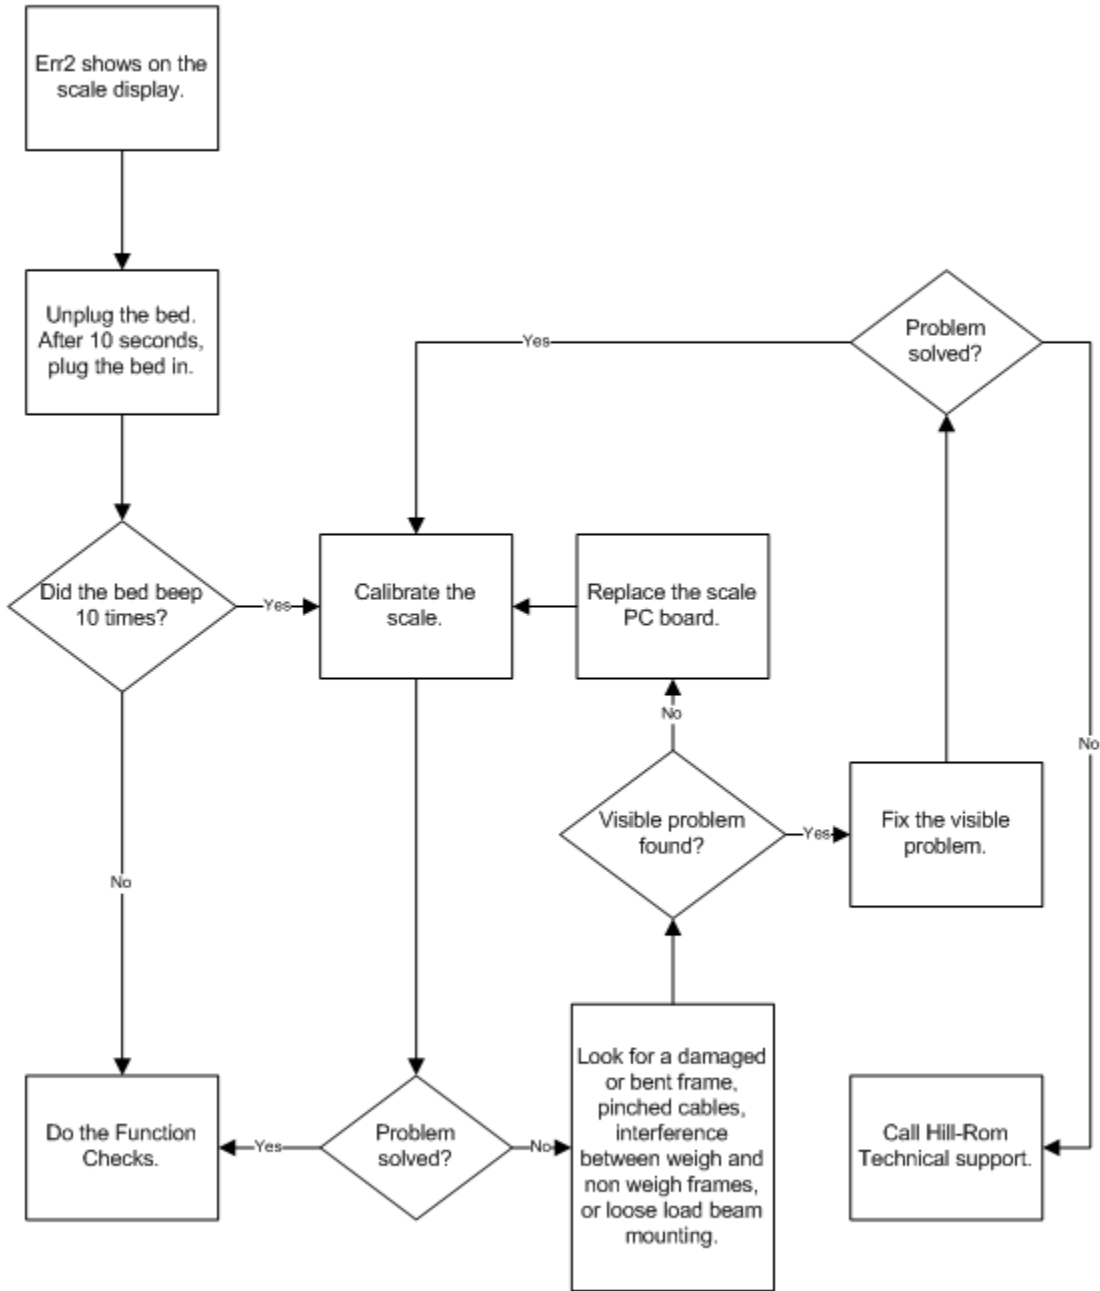 Err2 shows on the
scale display.
Unplug the bed.
After 10 seconds,
plug the bed in.
Problem
solved?
Yes
Did the bed beep
10 times?
Yes
Calibrate the
scale.
Replace the scale
PC board.
No
No
Visible problem
found?
Yes
Fix the visible
problem.
No
Do the Function
Checks.
Yes
Problem
solved?
No
Look for a damaged
or bent frame,
pinched cables,
interference
between weigh and
non weigh frames,
or loose load beam
mounting.
Call Hill-Rom
Technical support.